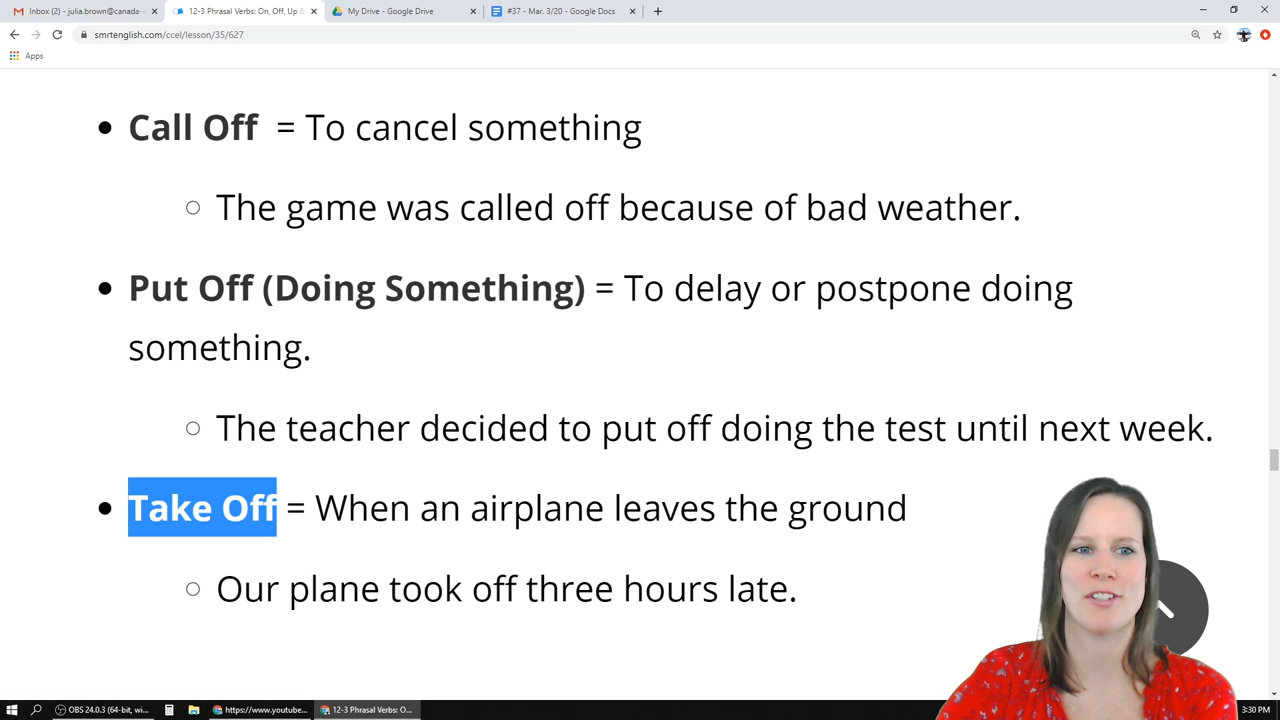 Inbox (2) - julia.brown@canada-
12-3 Phrasal Verbs: On, Off, Up &
My Drive - Google Drive
#37 - Mar. 3/20 - Google Docs
smrtenglish.com/ccel/lesson/35/627
Apps
Call Off = To cancel something
The game was called off because of bad weather.
Put Off (Doing Something) = To delay or postpone doing
something.
The teacher decided to put off doing the test until next week.
Take Off = When an airplane leaves the ground
Our plane took off three hours late.
OBS 24.0.3 (64-bit, wi...
https://www.youtube...
12-3 Phrasal Verbs: O...
3:30 PM